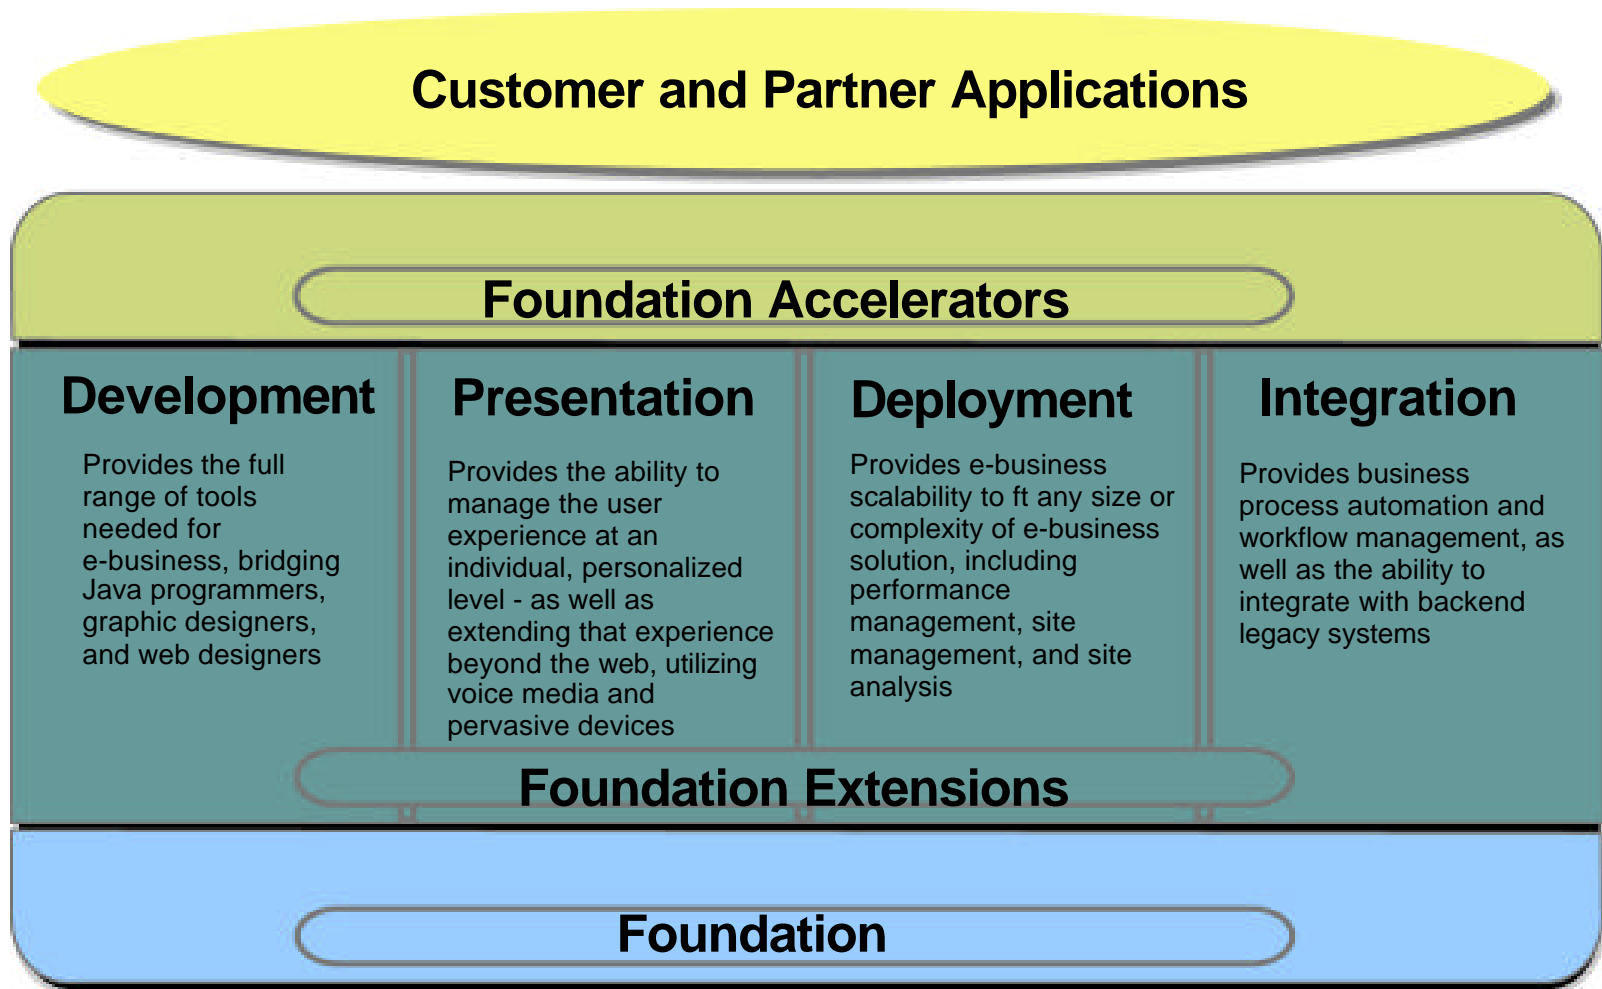 Customer and Partner Applications
Foundation Accelerators
Development
Provides the full
range of tools
needed for
e-business, bridging
Java programmers,
graphic designers,
and web designers
Presentation
Provides the ability to
manage the user
experience at an
individual, personalized
level - as well as
extending that experience
beyond the web, utilizing
voice media and
pervasive devices
Deployment
Provides e-business
scalability to ft any size or
complexity of e-business
solution, including
performance
management, site
management, and site
analysis
Integration
Provides business
process automation and
workflow management, as
well as the ability to
integrate with backend
legacy systems
Foundation Extensions
Foundation